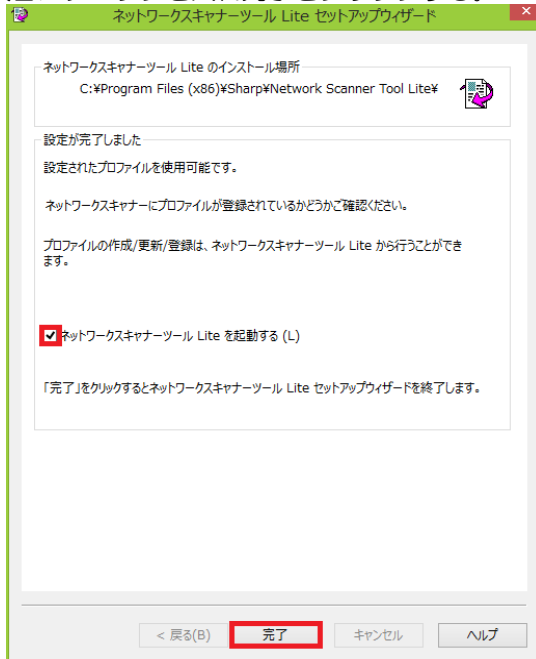 ネットワークスキャナーツール Lite セットアップウィザード
ネットワークスキャナーツール Lite のインストール場所
C:¥Program Files (x86)¥Sharp¥Network Scanner Tool Lite¥
設定が完了しました
設定されたプロファイルを使用可能です。
ネットワークスキャナーにプロファイルが登録されているかどうかご確認ください。
プロファイルの作成/更新/登録は、ネットワークスキャナーツール Lite から行うことができ
ます。
ネットワークスキャナーツール Lite を起動する (L)
「完了」をクリックするとネットワークスキャナーツール Lite セットアップウィザードを終了します。
< 戻る(B) 完了 キャンセル ヘルプ